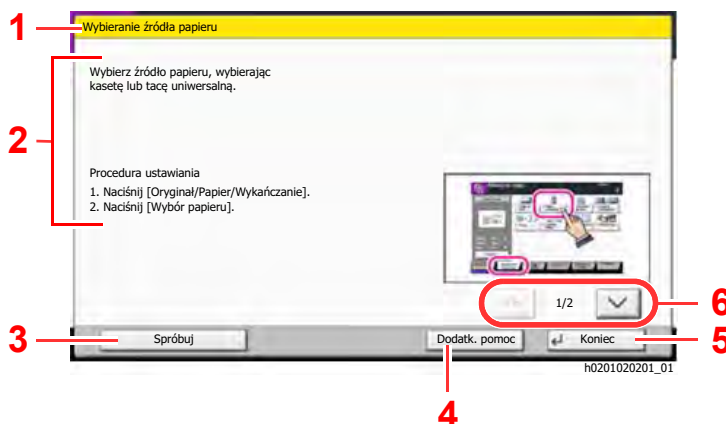 1
Wybieranie źródła papieru
2
Wybierz źródło papieru, wybierając
kasetę lub tacę uniwersalną.
Procedura ustawiania
1. Naciśnij [Oryginał/Papier/Wykańczanie].
2. Naciśnij [Wybór papieru].
1/2
6
3
Spróbuj
Dodatk. pomoc
Koniec
5
h0201020201_01
4